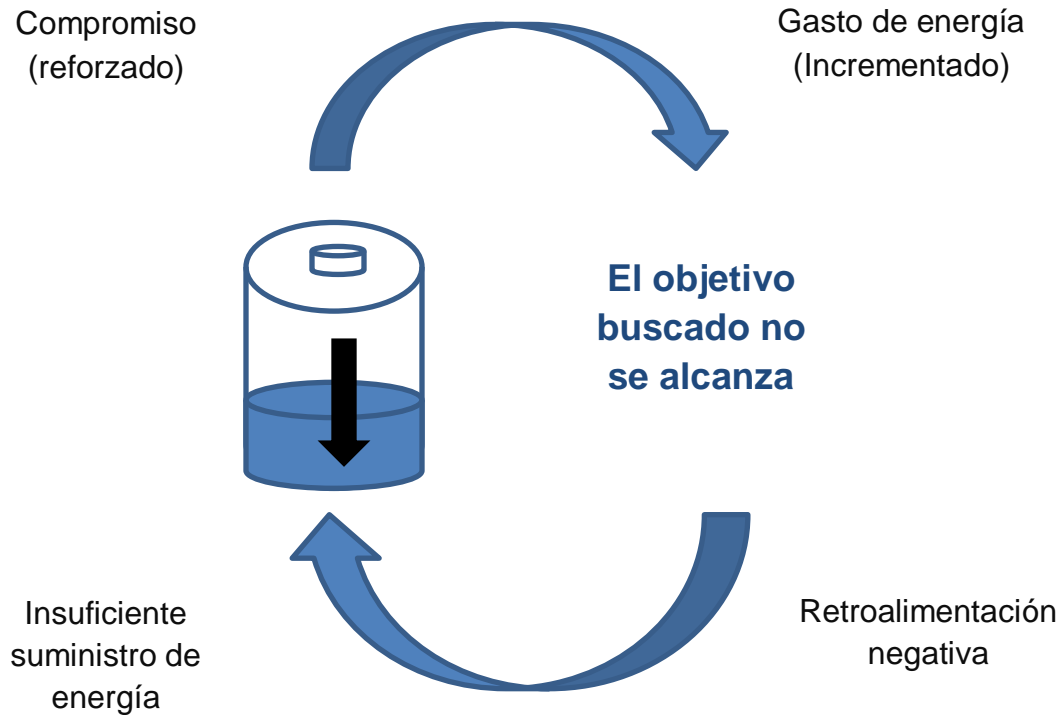 Compromiso
(reforzado)
Gasto de energía
(Incrementado)
El objetivo
buscado no
se alcanza
Insuficiente
suministro de
energía
Retroalimentación
negativa